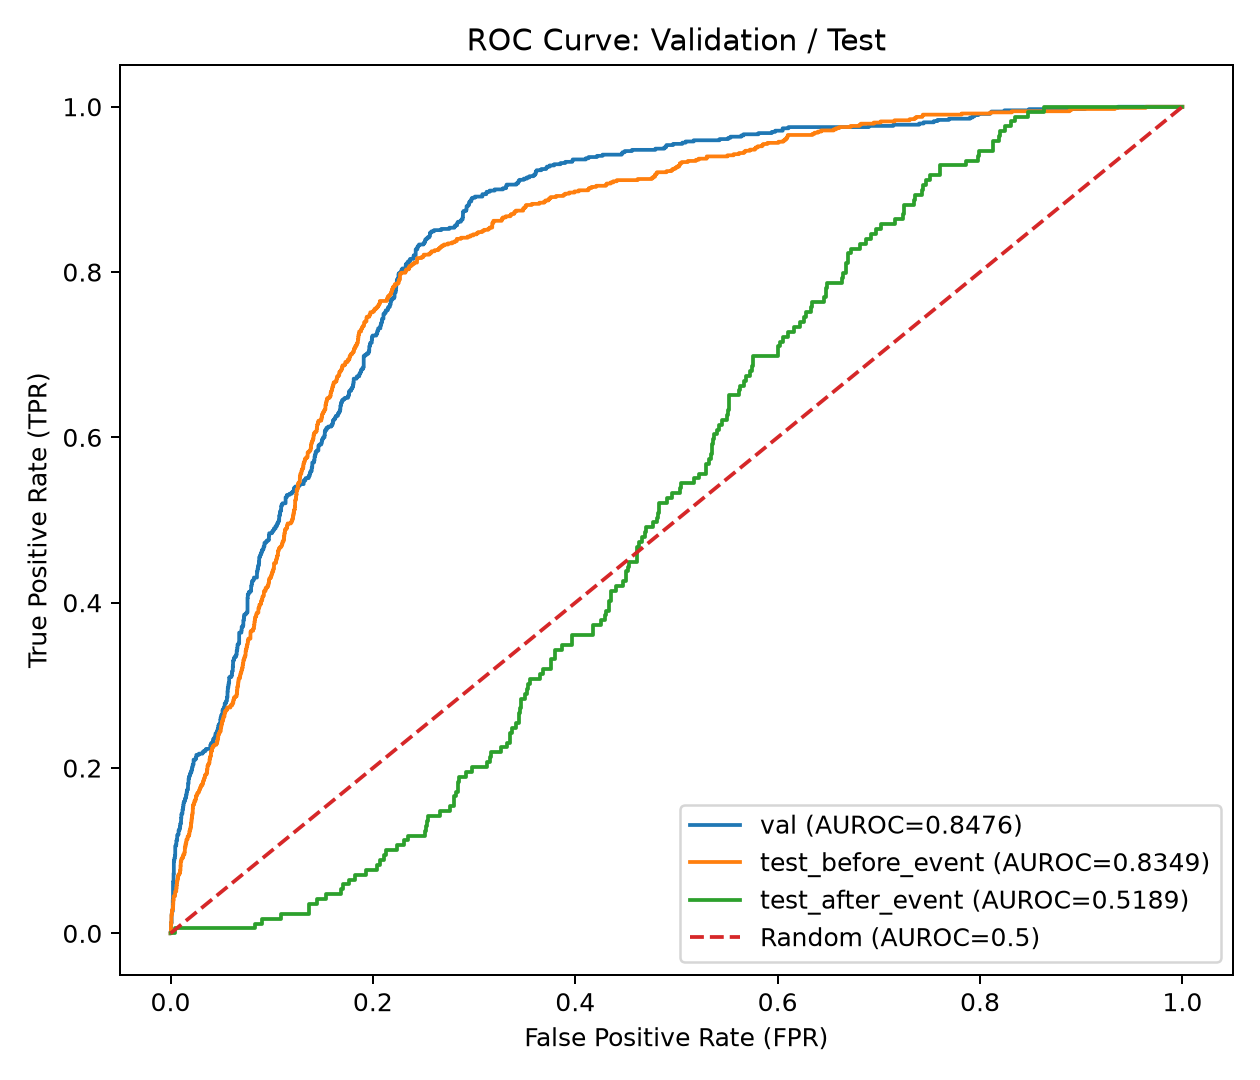 ROC Curve: Validation / Test
True Positive Rate (TPR)
1.0
0.8
0.6
0.4
0.2
0.0
val (AUROC=0.8476)
test_before_event (AUROC=0.8349)
test_after_event (AUROC=0.5189)
Random (AUROC=0.5)
0.0 0.2 0.4 0.6 0.8 1.0
False Positive Rate (FPR)